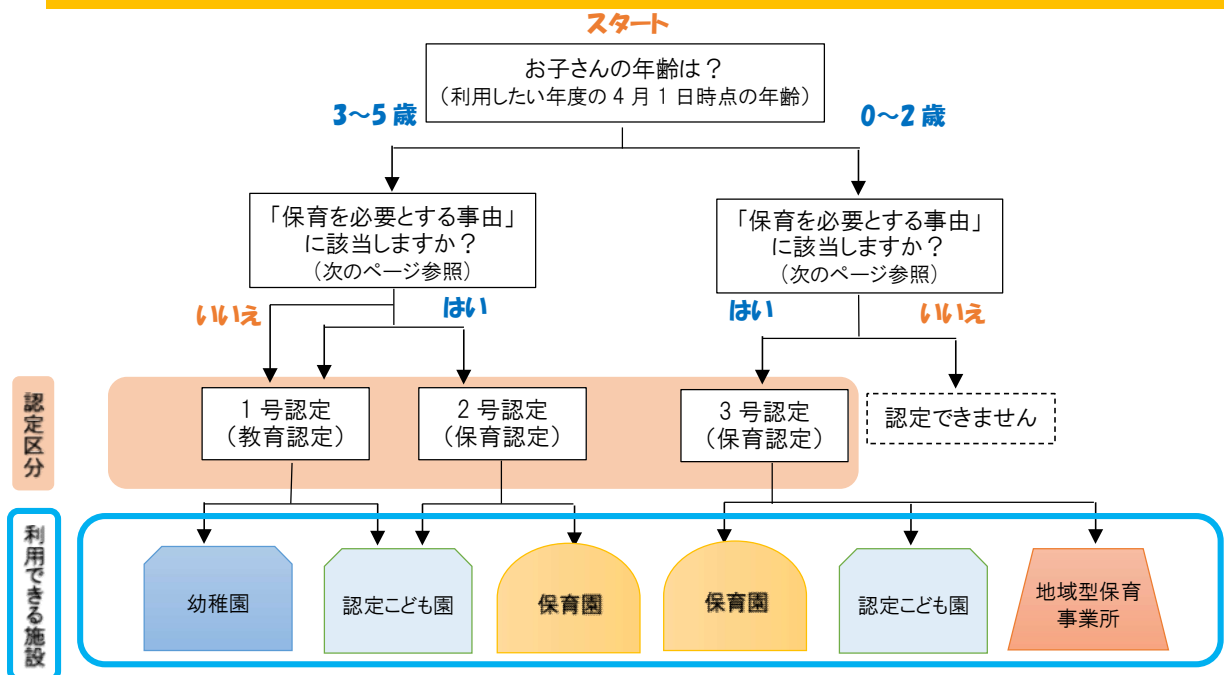 スタート
お子さんの年齢は？
（利用したい年度の4月1日時点の年齢）
3～5歳
0～2歳
「保育を必要とする事由」
に該当しますか？
（次のページ参照）
「保育を必要とする事由」
に該当しますか？
（次のページ参照）
いいえ
はい
はい
いいえ
認定区分
1号認定
（教育認定）
2号認定
（保育認定）
3号認定
（保育認定）
認定できません
利用できる施設
幼稚園
認定こども園
保育園
保育園
認定こども園
地域型保育
事業所